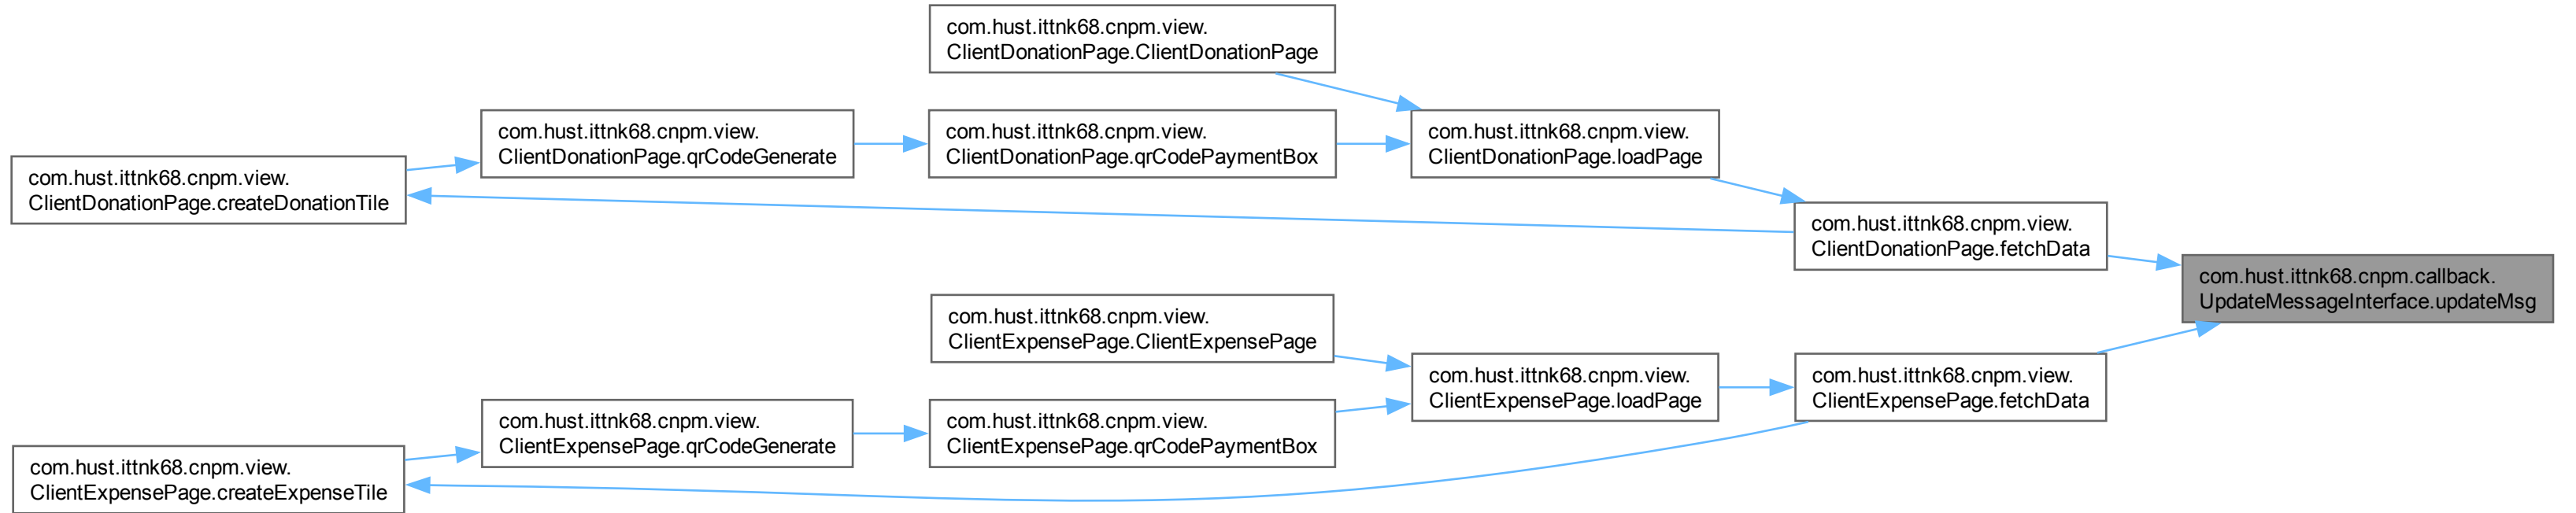 com.hust.ittnk68.cnpm.view.
ClientDonationPage.ClientDonationPage
com.hust.ittnk68.cnpm.view.
ClientDonationPage.qrCodeGenerate
com.hust.ittnk68.cnpm.view.
ClientDonationPage.qrCodePaymentBox
com.hust.ittnk68.cnpm.view.
ClientDonationPage.loadPage
com.hust.ittnk68.cnpm.view.
ClientDonationPage.createDonationTile
com.hust.ittnk68.cnpm.view.
ClientDonationPage.fetchData
com.hust.ittnk68.cnpm.callback.
UpdateMessageInterface.updateMsg
com.hust.ittnk68.cnpm.view.
ClientExpensePage.ClientExpensePage
com.hust.ittnk68.cnpm.view.
ClientExpensePage.loadPage
com.hust.ittnk68.cnpm.view.
ClientExpensePage.fetchData
com.hust.ittnk68.cnpm.view.
ClientExpensePage.qrCodeGenerate
com.hust.ittnk68.cnpm.view.
ClientExpensePage.qrCodePaymentBox
com.hust.ittnk68.cnpm.view.
ClientExpensePage.createExpenseTile